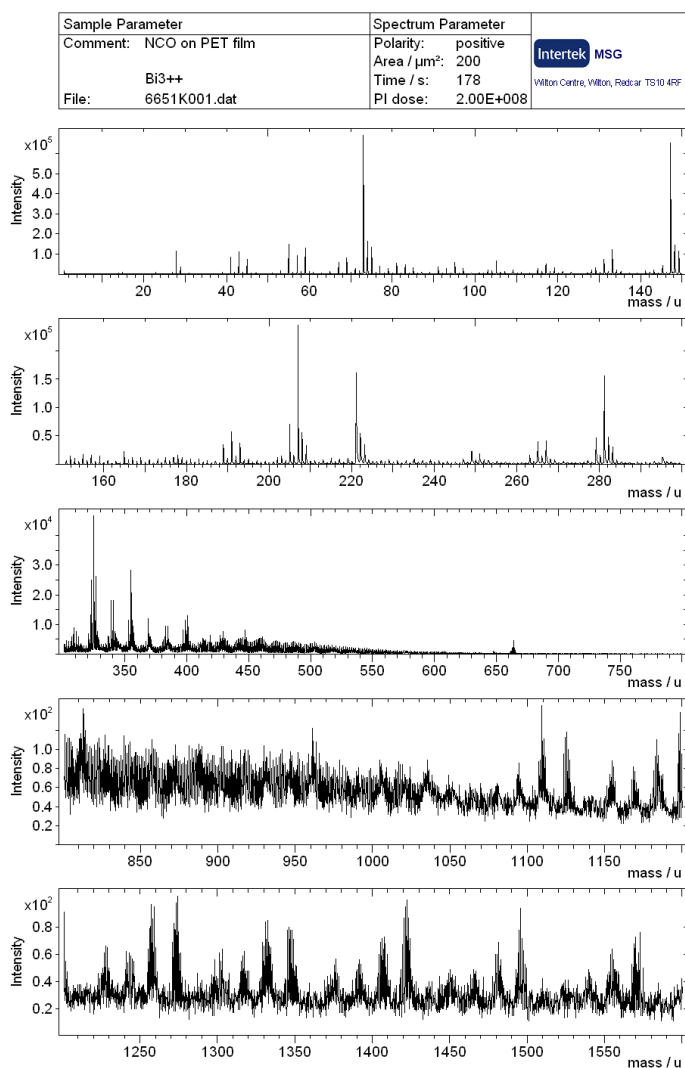 Sample Parameter
Comment: NCO on PET film
Bi3++
File: 6651K001.dat
Spectrum Parameter
Polarity: positive
Area / µm²: 200
Time / s: 178
PI dose: 2.00E+008
Intertek MSG
Wilton Centre, Wilton, Redcar TS10 4RF
x10⁵
Intensity
5.0
4.0
3.0
2.0
1.0
20 40 60 80 100 120 140
mass / u
x10⁵
Intensity
1.5
1.0
0.5
160 180 200 220 240 260 280
mass / u
x10⁴
Intensity
3.0
2.0
1.0
350 400 450 500 550 600 650 700 750
mass / u
x10²
Intensity
1.0
0.8
0.6
0.4
0.2
850 900 950 1000 1050 1100 1150
mass / u
x10²
Intensity
0.8
0.6
0.4
0.2
1250 1300 1350 1400 1450 1500 1550
mass / u